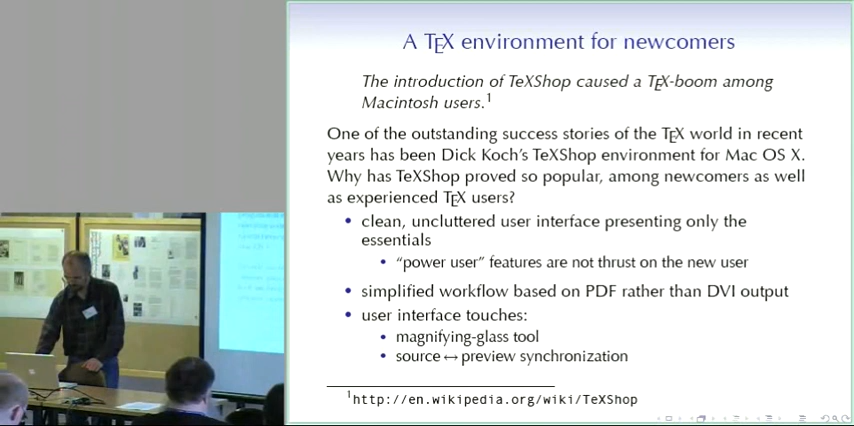 A TEX environment for newcomers
The introduction of TeXShop caused a TEX-boom among
Macintosh users.1
One of the outstanding success stories of the TEX world in recent
years has been Dick Koch's TeXShop environment for Mac OS X.
Why has TeXShop proved so popular, among newcomers as well
as experienced TEX users?
• clean, uncluttered user interface presenting only the
essentials
• “power user” features are not thrust on the new user
• simplified workflow based on PDF rather than DVI output
• user interface touches:
• magnifying-glass tool
• source ↔ preview synchronization
1http://en.wikipedia.org/wiki/TeXShop